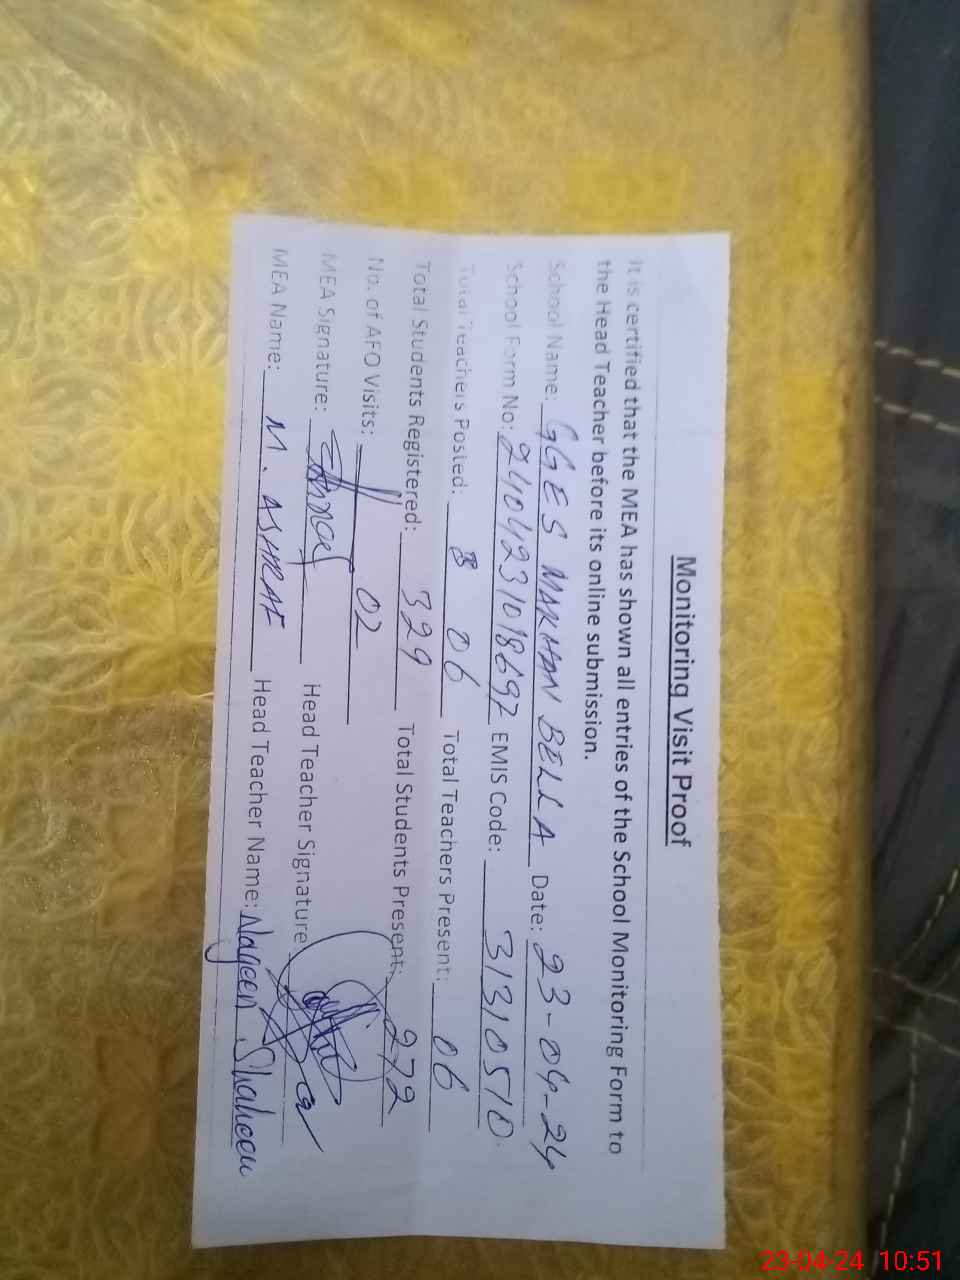 Monitoring Visit Proof
It is certified that the MEA has shown all entries of the School Monitoring Form to
the Head Teacher before its online submission.
School Name: GGES MARHAN BELLA Date: 23-04-24
School Form No: 2404231018692 EMIS Code: 31310510
Total Teachers Posted: 06 Total Teachers Present: 06
Total Students Registered: 329 Total Students Present: 272
No. of AFO Visits: 02
MEA Signature: Head Teacher Signature
MEA Name: M. ASHRAF Head Teacher Name: Nageen Shaheen
23-04-24 10:51